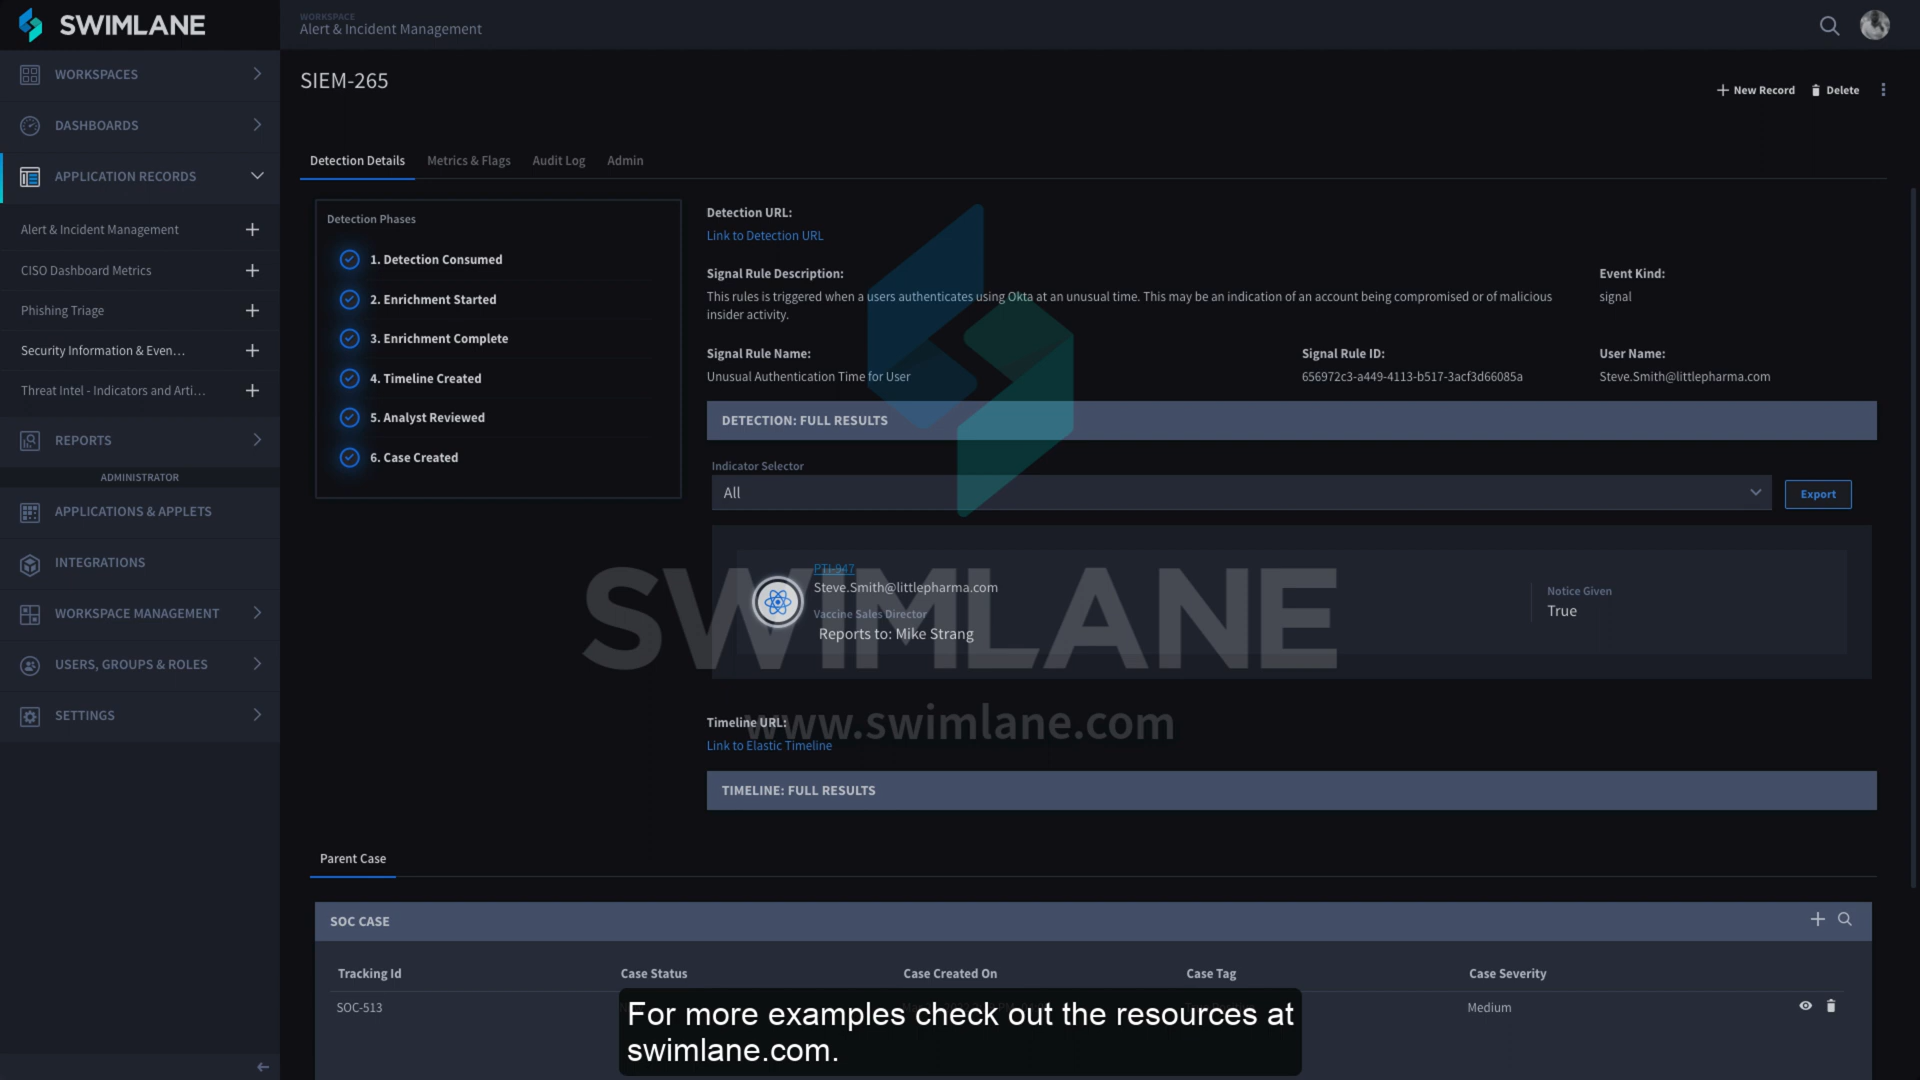 SWIMLANE
WORKSPACE
Alert & Incident Management
WORKSPACES
DASHBOARDS
APPLICATION RECORDS
Alert & Incident Management
CISO Dashboard Metrics
Phishing Triage
Security Information & Even...
Threat Intel - Indicators and Arti...
REPORTS
ADMINISTRATOR
APPLICATIONS & APPLETS
INTEGRATIONS
WORKSPACE MANAGEMENT
USERS, GROUPS & ROLES
SETTINGS
SIEM-265
New Record Delete
Detection Details Metrics & Flags Audit Log Admin
Detection Phases
1. Detection Consumed
2. Enrichment Started
3. Enrichment Complete
4. Timeline Created
5. Analyst Reviewed
6. Case Created
Detection URL:
Link to Detection URL
Signal Rule Description:
This rules is triggered when a users authenticates using Okta at an unusual time. This may be an indication of an account being compromised or of malicious
insider activity.
Event Kind:
signal
Signal Rule Name:
Unusual Authentication Time for User
Signal Rule ID:
656972c3-a449-4113-b517-3acf3d66085a
User Name:
Steve.Smith@littlepharma.com
DETECTION: FULL RESULTS
Indicator Selector
All
Export
PTI-947
Steve.Smith@littlepharma.com
Vaccine Sales Director
Reports to: Mike Strang
Notice Given
True
SWIMLANE
www.swimlane.com
Timeline URL:
Link to Elastic Timeline
TIMELINE: FULL RESULTS
Parent Case
SOC CASE
Tracking Id Case Status Case Created On Case Tag Case Severity
SOC-513 Medium
For more examples check out the resources at
swimlane.com.